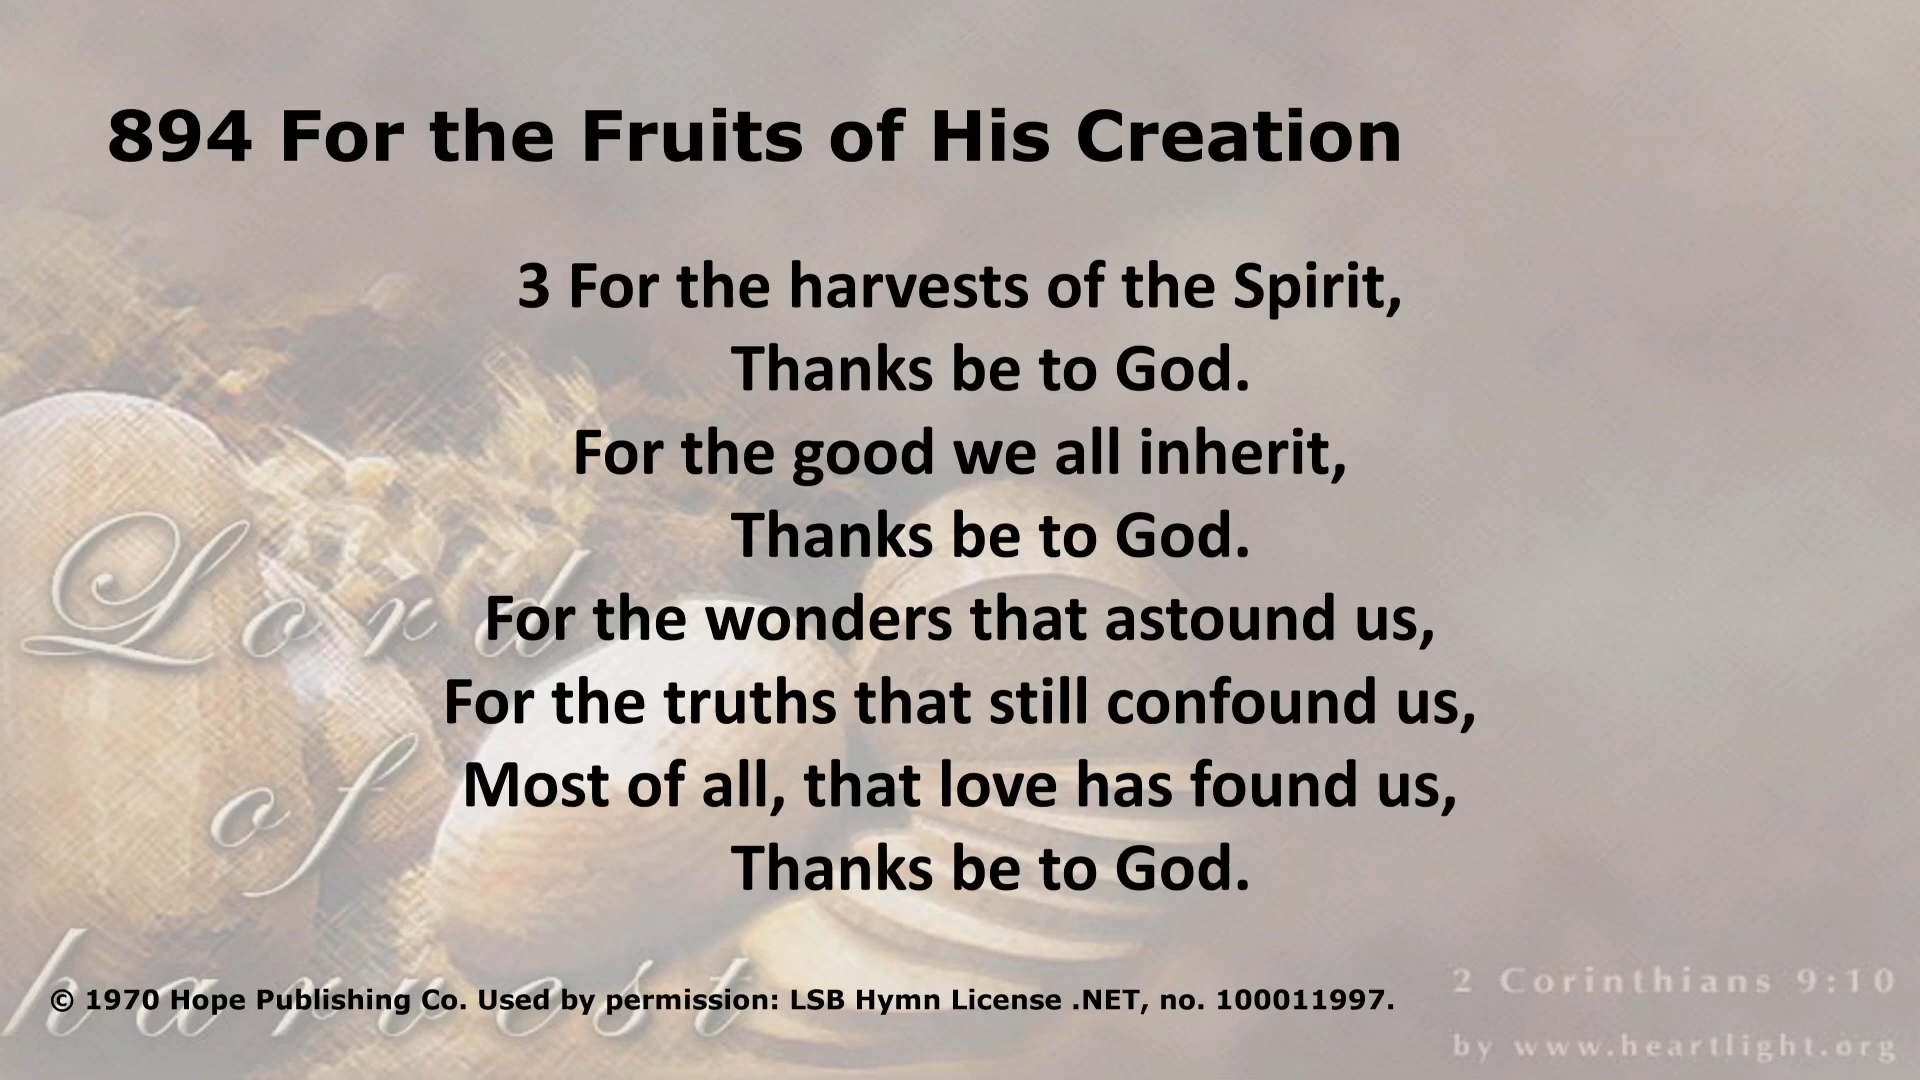 894 For the Fruits of His Creation
3 For the harvests of the Spirit,
Thanks be to God.
For the good we all inherit,
Thanks be to God.
For the wonders that astound us,
For the truths that still confound us,
Most of all, that love has found us,
Thanks be to God.
Lord
of
harvest
© 1970 Hope Publishing Co. Used by permission: LSB Hymn License .NET, no. 100011997.
2 Corinthians 9:10
by www.heartlight.org